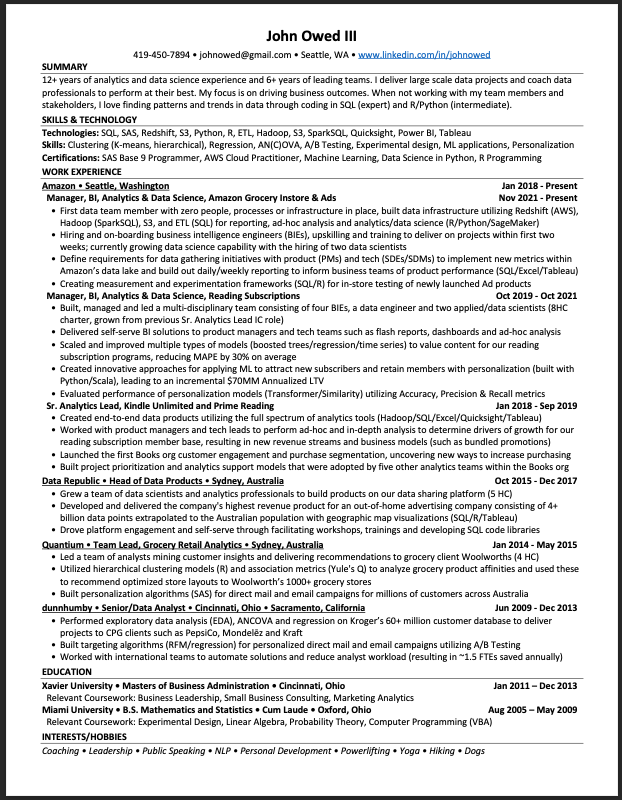 John Owed III
419-450-7894 • johnowed@gmail.com • Seattle, WA • www.linkedin.com/in/johnowed
SUMMARY
12+ years of analytics and data science experience and 6+ years of leading teams. I deliver large scale data projects and coach data
professionals to perform at their best. My focus is on driving business outcomes. When not working with my team members and
stakeholders, I love finding patterns and trends in data through coding in SQL (expert) and R/Python (intermediate).
SKILLS & TECHNOLOGY
Technologies: SQL, SAS, Redshift, S3, Python, R, ETL, Hadoop, S3, SparkSQL, Quicksight, Power BI, Tableau
Skills: Clustering (K-means, hierarchical), Regression, AN(C)OVA, A/B Testing, Experimental design, ML applications, Personalization
Certifications: SAS Base 9 Programmer, AWS Cloud Practitioner, Machine Learning, Data Science in Python, R Programming
WORK EXPERIENCE
Amazon • Seattle, Washington Jan 2018 - Present
Manager, BI, Analytics & Data Science, Amazon Grocery Instore & Ads Nov 2021 - Present
• First data team member with zero people, processes or infrastructure in place, built data infrastructure utilizing Redshift (AWS),
Hadoop (SparkSQL), S3, and ETL (SQL) for reporting, ad-hoc analysis and analytics/data science (R/Python/SageMaker)
• Hiring and on-boarding business intelligence engineers (BIEs), upskilling and training to deliver on projects within first two
weeks; currently growing data science capability with the hiring of two data scientists
• Define requirements for data gathering initiatives with product (PMs) and tech (SDEs/SDMs) to implement new metrics within
Amazon's data lake and build out daily/weekly reporting to inform business teams of product performance (SQL/Excel/Tableau)
• Creating measurement and experimentation frameworks (SQL/R) for in-store testing of newly launched Ad products
Manager, BI, Analytics & Data Science, Reading Subscriptions Oct 2019 - Oct 2021
• Built, managed and led a multi-disciplinary team consisting of four BIEs, a data engineer and two applied/data scientists (8HC
charter, grown from previous Sr. Analytics Lead IC role)
• Delivered self-serve BI solutions to product managers and tech teams such as flash reports, dashboards and ad-hoc analysis
• Scaled and improved multiple types of models (boosted trees/regression/time series) to value content for our reading
subscription programs, reducing MAPE by 30% on average
• Created innovative approaches for applying ML to attract new subscribers and retain members with personalization (built with
Python/Scala), leading to an incremental $70MM Annualized LTV
• Evaluated performance of personalization models (Transformer/Similarity) utilizing Accuracy, Precision & Recall metrics
Sr. Analytics Lead, Kindle Unlimited and Prime Reading Jan 2018 - Sep 2019
• Created end-to-end data products utilizing the full spectrum of analytics tools (Hadoop/SQL/Excel/Quicksight/Tableau)
• Worked with product managers and tech leads to perform ad-hoc and in-depth analysis to determine drivers of growth for our
reading subscription member base, resulting in new revenue streams and business models (such as bundled promotions)
• Launched the first Books org customer engagement and purchase segmentation, uncovering new ways to increase purchasing
• Built project prioritization and analytics support models that were adopted by five other analytics teams within the Books org
Data Republic • Head of Data Products • Sydney, Australia Oct 2015 - Dec 2017
• Grew a team of data scientists and analytics professionals to build products on our data sharing platform (5 HC)
• Developed and delivered the company's highest revenue product for an out-of-home advertising company consisting of 4+
billion data points extrapolated to the Australian population with geographic map visualizations (SQL/R/Tableau)
• Drove platform engagement and self-serve through facilitating workshops, trainings and developing SQL code libraries
Quantium • Team Lead, Grocery Retail Analytics • Sydney, Australia Jan 2014 - May 2015
• Led a team of analysts mining customer insights and delivering recommendations to grocery client Woolworths (4 HC)
• Utilized hierarchical clustering models (R) and association metrics (Yule's Q) to analyze grocery product affinities and used these
to recommend optimized store layouts to Woolworth's 1000+ grocery stores
• Built personalization algorithms (SAS) for direct mail and email campaigns for millions of customers across Australia
dunnhumby • Senior/Data Analyst • Cincinnati, Ohio • Sacramento, California Jun 2009 - Dec 2013
• Performed exploratory data analysis (EDA), ANCOVA and regression on Kroger's 60+ million customer database to deliver
projects to CPG clients such as PepsiCo, Mondelēz and Kraft
• Built targeting algorithms (RFM/regression) for personalized direct mail and email campaigns utilizing A/B Testing
• Worked with international teams to automate solutions and reduce analyst workload (resulting in ~1.5 FTEs saved annually)
EDUCATION
Xavier University • Masters of Business Administration • Cincinnati, Ohio Jan 2011 – Dec 2013
Relevant Coursework: Business Leadership, Small Business Consulting, Marketing Analytics
Miami University • B.S. Mathematics and Statistics • Cum Laude • Oxford, Ohio Aug 2005 – May 2009
Relevant Coursework: Experimental Design, Linear Algebra, Probability Theory, Computer Programming (VBA)
INTERESTS/HOBBIES
Coaching • Leadership • Public Speaking • NLP • Personal Development • Powerlifting • Yoga • Hiking • Dogs